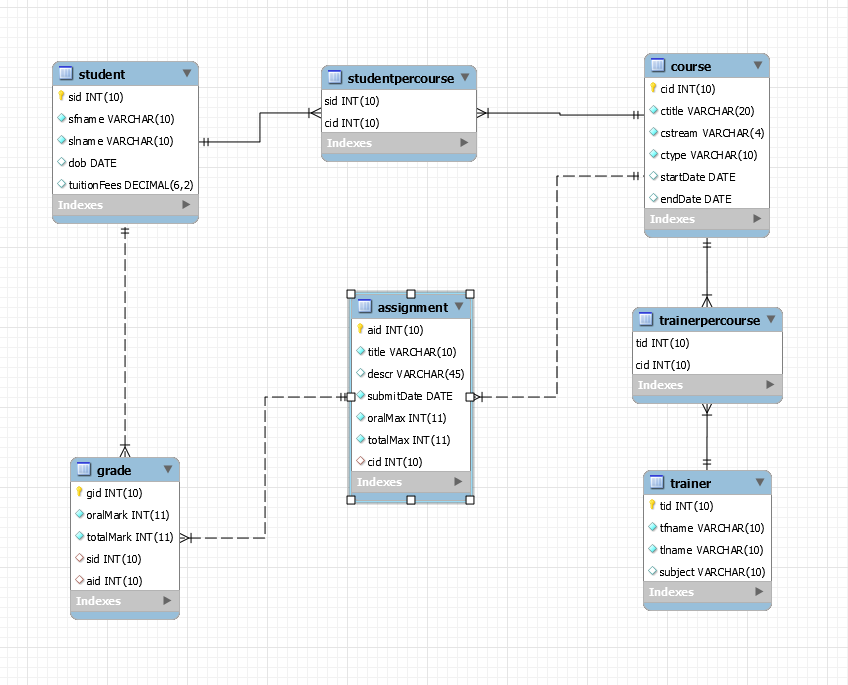 student
sid INT(10)
sfname VARCHAR(10)
slname VARCHAR(10)
dob DATE
tuitionFees DECIMAL(6,2)
Indexes
studentpercourse
sid INT(10)
cid INT(10)
Indexes
course
cid INT(10)
ctitle VARCHAR(20)
cstream VARCHAR(4)
ctype VARCHAR(10)
startDate DATE
endDate DATE
Indexes
assignment
aid INT(10)
title VARCHAR(10)
descr VARCHAR(45)
submitDate DATE
oralMax INT(11)
totalMax INT(11)
cid INT(10)
Indexes
trainerpercourse
tid INT(10)
cid INT(10)
Indexes
grade
gid INT(10)
oralMark INT(11)
totalMark INT(11)
sid INT(10)
aid INT(10)
Indexes
trainer
tid INT(10)
tfname VARCHAR(10)
tlname VARCHAR(10)
subject VARCHAR(10)
Indexes